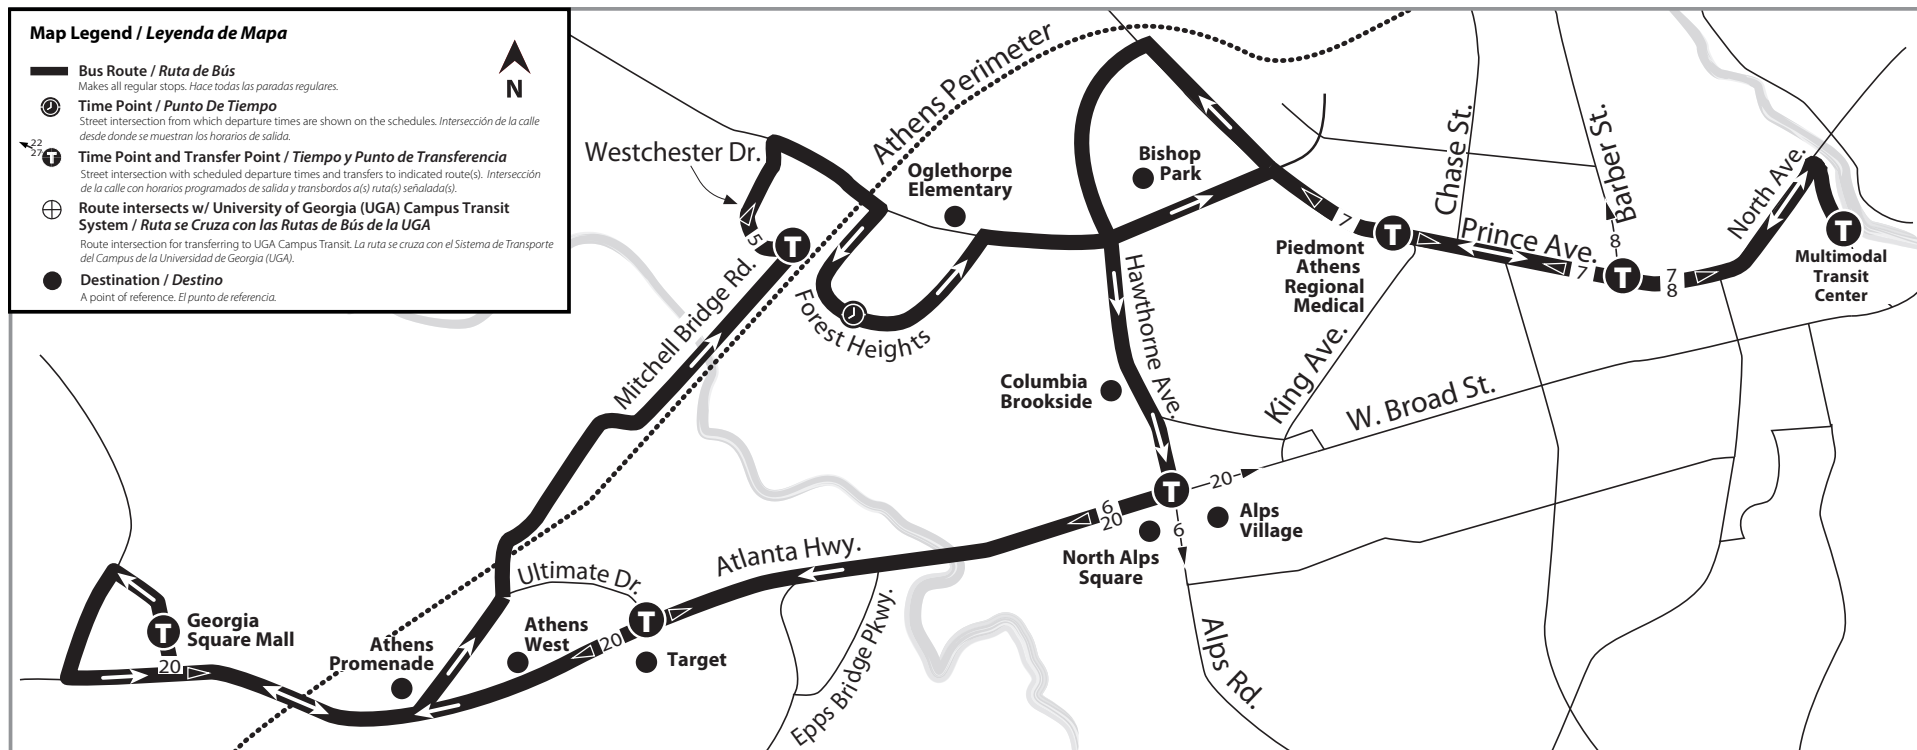 Map Legend / Leyenda de Mapa
N
Bus Route / Ruta de Bús
Makes all regular stops. Hace todas las paradas regulares.
Time Point / Punto De Tiempo
Street intersection from which departure times are shown on the schedules. Intersección de la calle
desde donde se muestran los horarios de salida.
22
27
T
Time Point and Transfer Point / Tiempo y Punto de Transferencia
Street intersection with scheduled departure times and transfers to indicated route(s). Intersección
de la calle con horarios programados de salida y transbordos a(s) ruta(s) señalada(s).
Route intersects w/ University of Georgia (UGA) Campus Transit
System / Ruta se Cruza con las Rutas de Bús de la UGA
Route intersection for transferring to UGA Campus Transit. La ruta se cruza con el Sistema de Transporte
del Campus de la Universidad de Georgia (UGA).
Destination / Destino
A point of reference. El punto de referencia.
Westchester Dr.
Athens Perimeter
Oglethorpe
Elementary
Bishop
Park
Chase St.
Barber St.
North Ave.
T
Multimodal
Transit
Center
5
T
Mitchell Bridge Rd.
Forest Heights
Hawthorne Ave.
7
T
Piedmont
Athens
Regional
Medical
Prince Ave.
7
8
T
7
8
King Ave.
W. Broad St.
Columbia
Brookside
T
20
6
20
6
North Alps
Square
Alps
Village
Alps Rd.
Atlanta Hwy.
Epps Bridge Pkwy.
Ultimate Dr.
T
20
Athens
West
Target
Athens
Promenade
T
Georgia
Square Mall
20